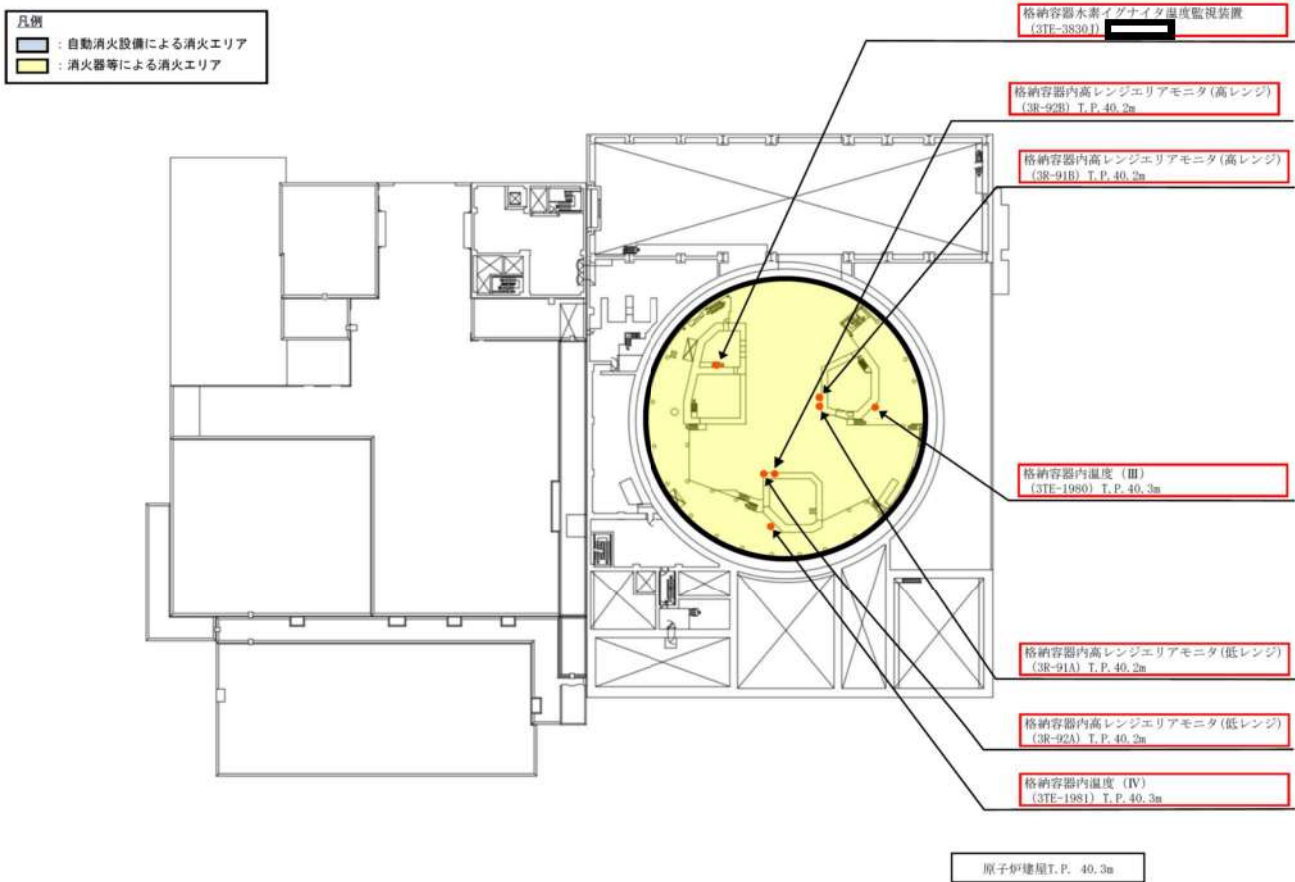 凡例
：自動消火設備による消火エリア
：消火器等による消火エリア
格納容器水素イグナイタ温度監視装置
(3TE-3830J)
格納容器内高レンジエリアモニタ(高レンジ)
(3R-92B) T.P.40.2m
格納容器内高レンジエリアモニタ(高レンジ)
(3R-91B) T.P.40.2m
格納容器内温度 (Ⅲ)
(3TE-1980) T.P.40.3m
格納容器内高レンジエリアモニタ(低レンジ)
(3R-91A) T.P.40.2m
格納容器内高レンジエリアモニタ(低レンジ)
(3R-92A) T.P.40.2m
格納容器内温度 (Ⅳ)
(3TE-1981) T.P.40.3m
原子炉建屋T.P. 40.3m